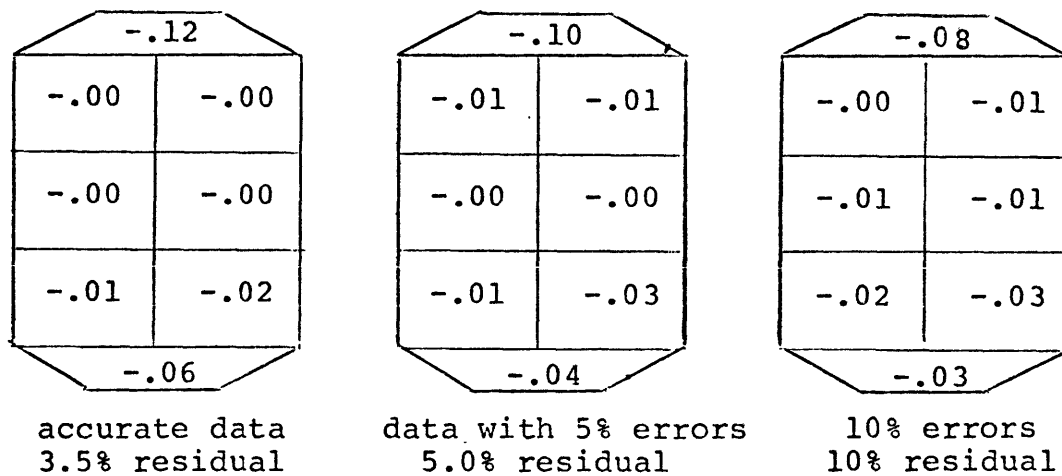 -.12 -.10 -.08
-.00 -.00 -.01 -.01 -.00 -.01
-.00 -.00 -.00 -.00 -.01 -.01
-.01 -.02 -.01 -.03 -.02 -.03
-.06 -.04 -.03
accurate data data with 5% errors 10% errors
3.5% residual 5.0% residual 10% residual